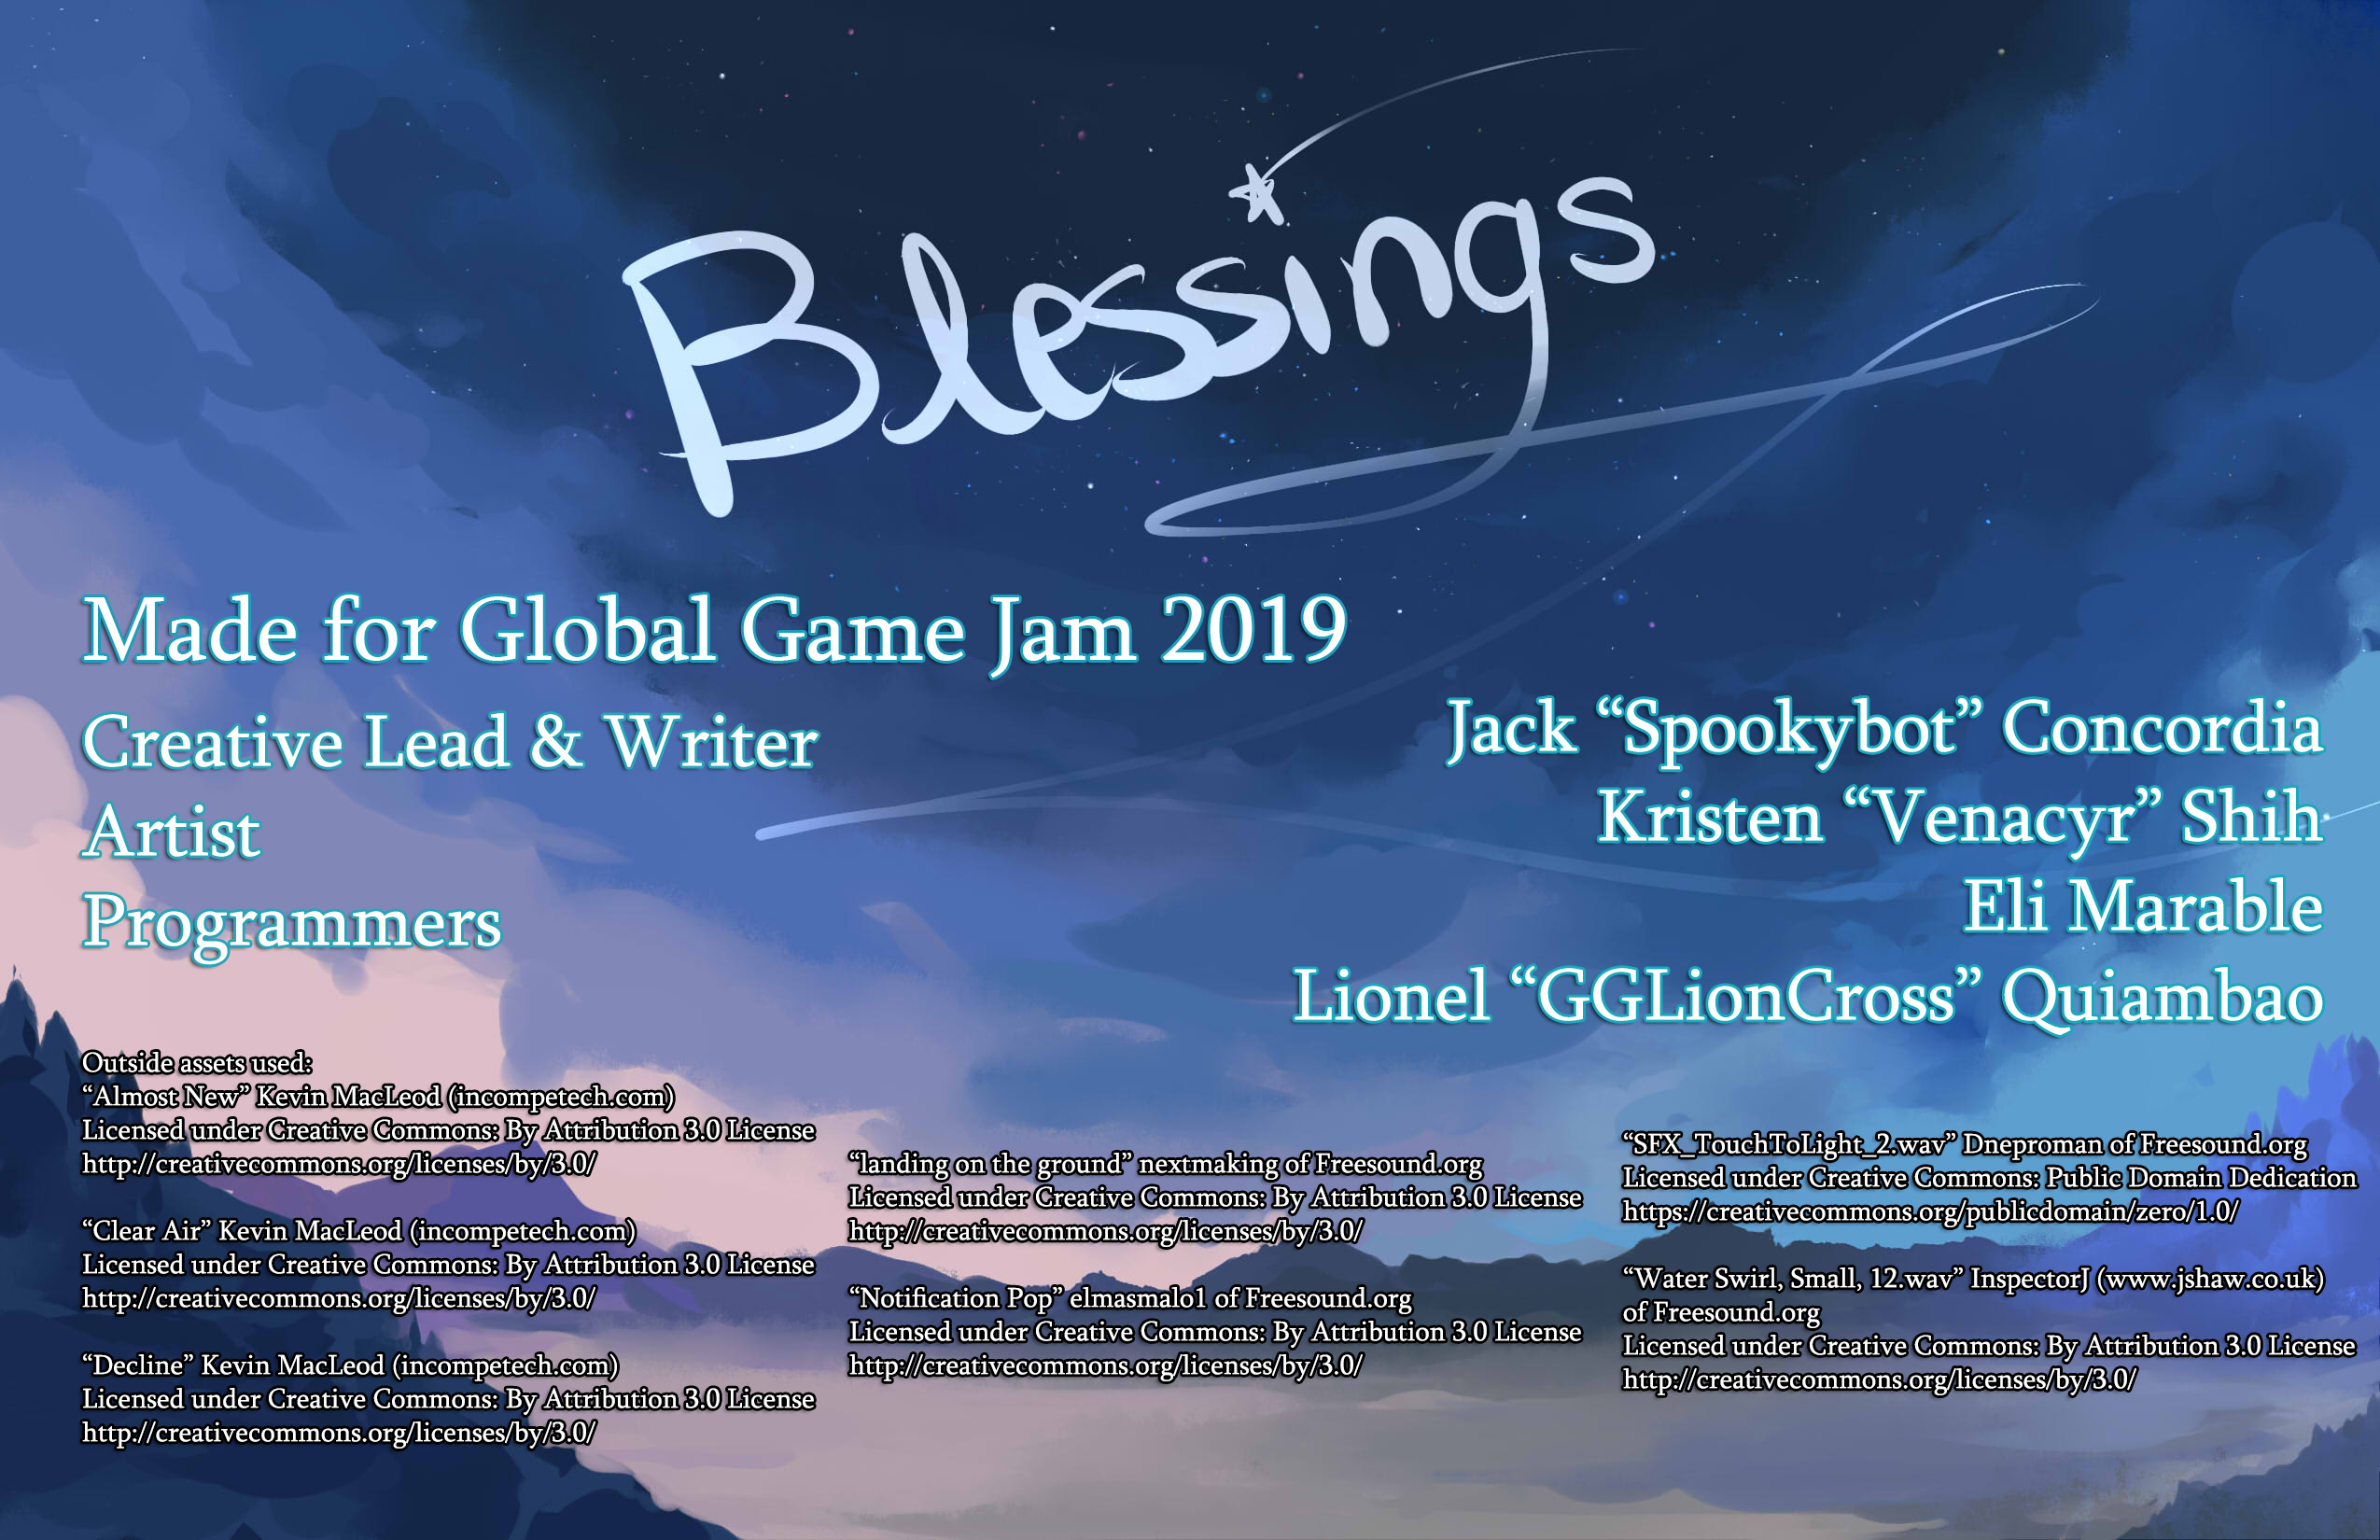 Blessings
Made for Global Game Jam 2019
Creative Lead & Writer
Jack “Spookybot” Concordia
Artist
Kristen “Venacyr” Shih
Programmers
Eli Marable
Lionel “GGLionCross” Quiambao
Outside assets used:
“Almost New” Kevin MacLeod (incompetech.com)
Licensed under Creative Commons: By Attribution 3.0 License
http://creativecommons.org/licenses/by/3.0/
“Clear Air” Kevin MacLeod (incompetech.com)
Licensed under Creative Commons: By Attribution 3.0 License
http://creativecommons.org/licenses/by/3.0/
“Decline” Kevin MacLeod (incompetech.com)
Licensed under Creative Commons: By Attribution 3.0 License
http://creativecommons.org/licenses/by/3.0/
“landing on the ground” nextmaking of Freesound.org
Licensed under Creative Commons: By Attribution 3.0 License
http://creativecommons.org/licenses/by/3.0/
“Notification Pop” elmasmalo1 of Freesound.org
Licensed under Creative Commons: By Attribution 3.0 License
http://creativecommons.org/licenses/by/3.0/
“SFX_TouchToLight_2.wav” Dneproman of Freesound.org
Licensed under Creative Commons: Public Domain Dedication
https://creativecommons.org/publicdomain/zero/1.0/
“Water Swirl, Small, 12.wav” InspectorJ (www.jshaw.co.uk)
of Freesound.org
Licensed under Creative Commons: By Attribution 3.0 License
http://creativecommons.org/licenses/by/3.0/